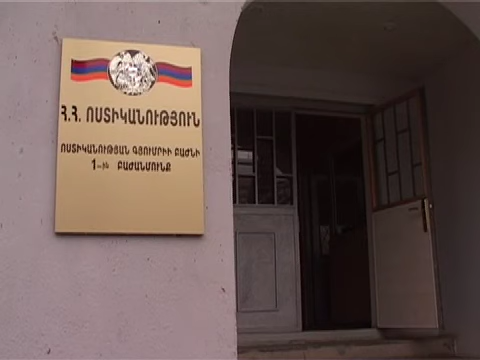 Հ.Հ. ՈՍՏԻԿԱՆՈՒԹՅՈՒՆ
ՈՍՏԻԿԱՆՈՒԹՅԱՆ ԳՅՈՒՄՐԻԻ ԲԱԺՆԻ
1-ին ԲԱԺԱՆՄՈՒՆՔ